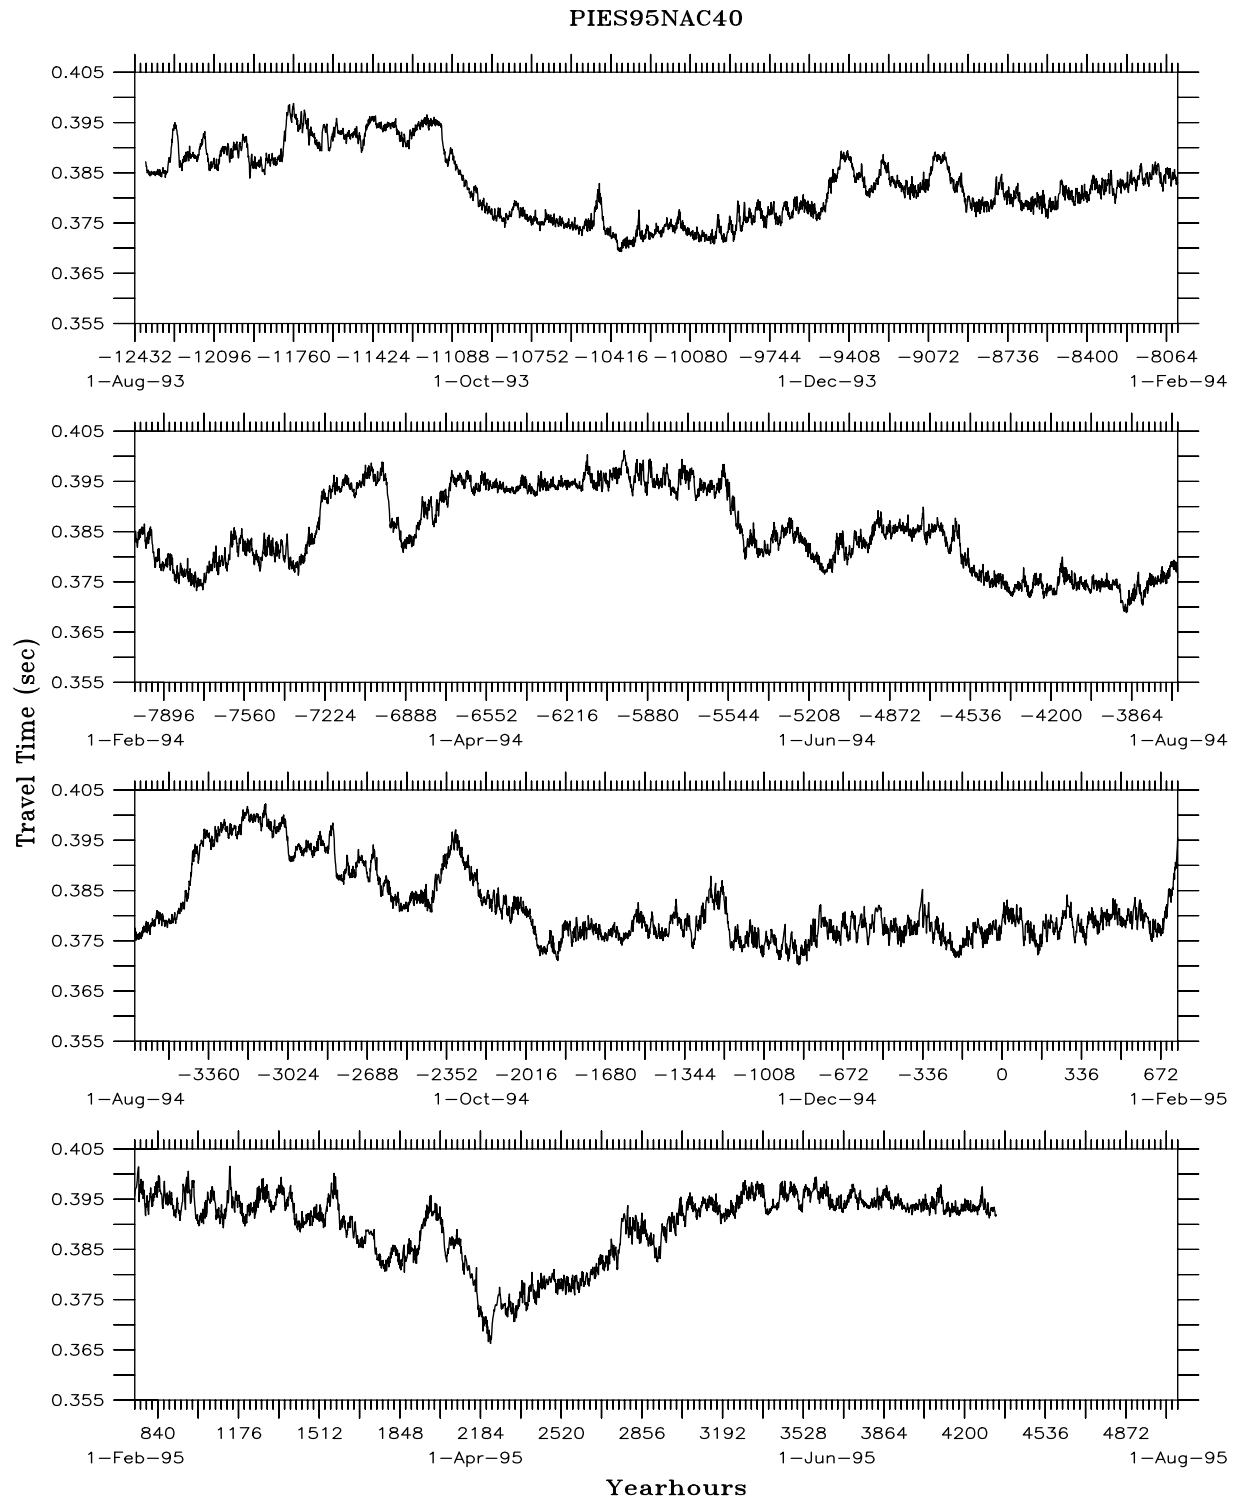 PIES95NAC40
0.405
0.395
0.385
0.375
0.365
0.355
−12432 −12096 −11760 −11424 −11088 −10752 −10416 −10080 −9744 −9408 −9072 −8736 −8400 −8064
1−Aug−93 1−Oct−93 1−Dec−93 1−Feb−94
0.405
0.395
0.385
0.375
0.365
0.355
−7896 −7560 −7224 −6888 −6552 −6216 −5880 −5544 −5208 −4872 −4536 −4200 −3864
1−Feb−94 1−Apr−94 1−Jun−94 1−Aug−94
Travel Time (sec)
0.405
0.395
0.385
0.375
0.365
0.355
−3360 −3024 −2688 −2352 −2016 −1680 −1344 −1008 −672 −336 0 336 672
1−Aug−94 1−Oct−94 1−Dec−94 1−Feb−95
0.405
0.395
0.385
0.375
0.365
0.355
840 1176 1512 1848 2184 2520 2856 3192 3528 3864 4200 4536 4872
1−Feb−95 1−Apr−95 1−Jun−95 1−Aug−95
Yearhours